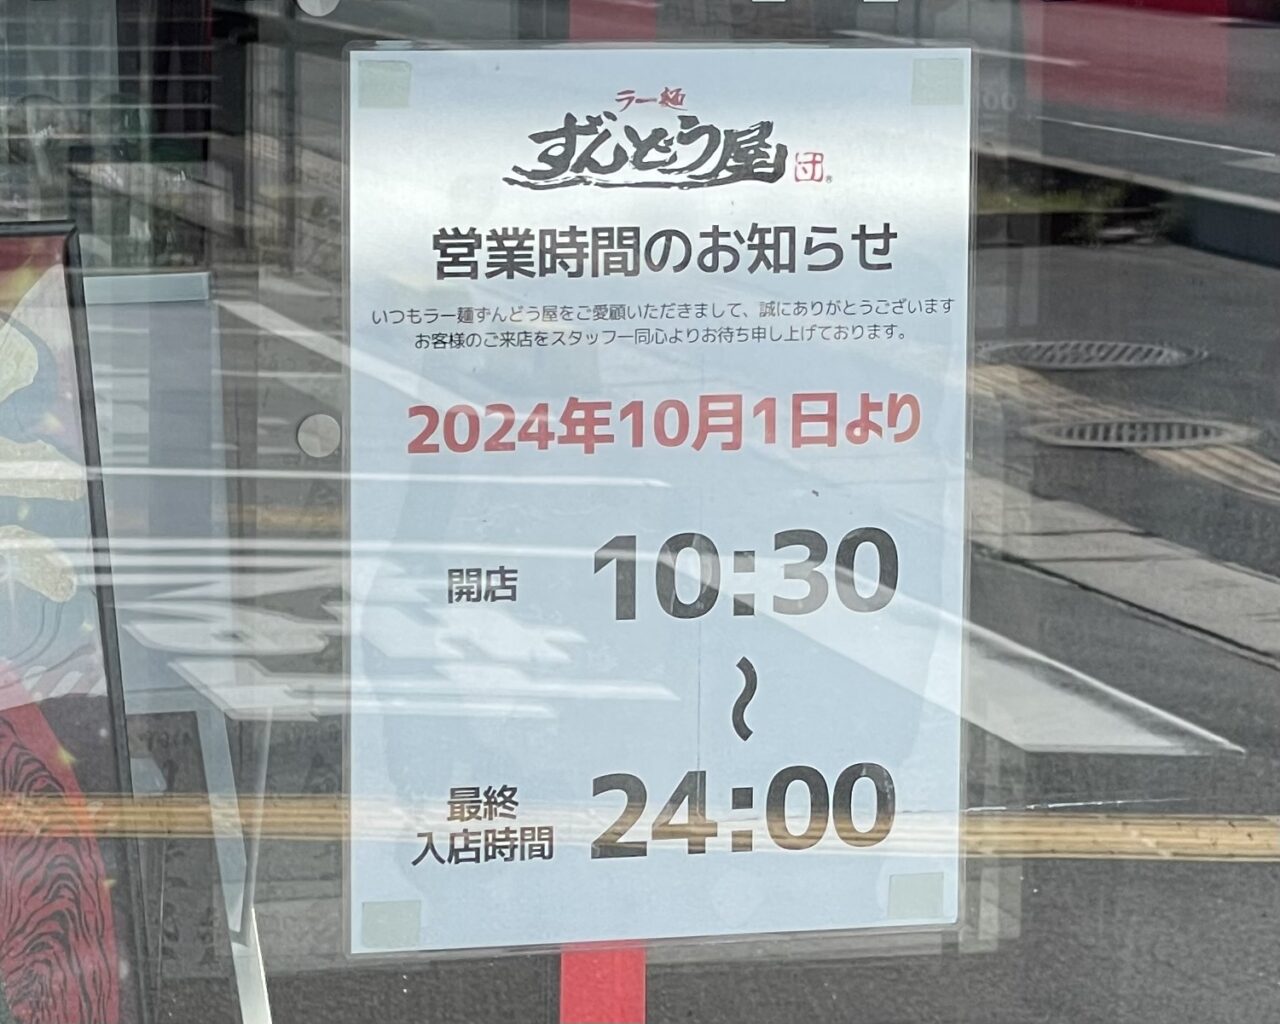 ラー麺
ずんどう屋 団
営業時間のお知らせ
いつもラー麺ずんどう屋をご愛顧いただきまして、誠にありがとうございます
お客様のご来店をスタッフ一同心よりお待ち申し上げております。
2024年10月1日より
開店 10:30
〜
最終
入店時間 24:00